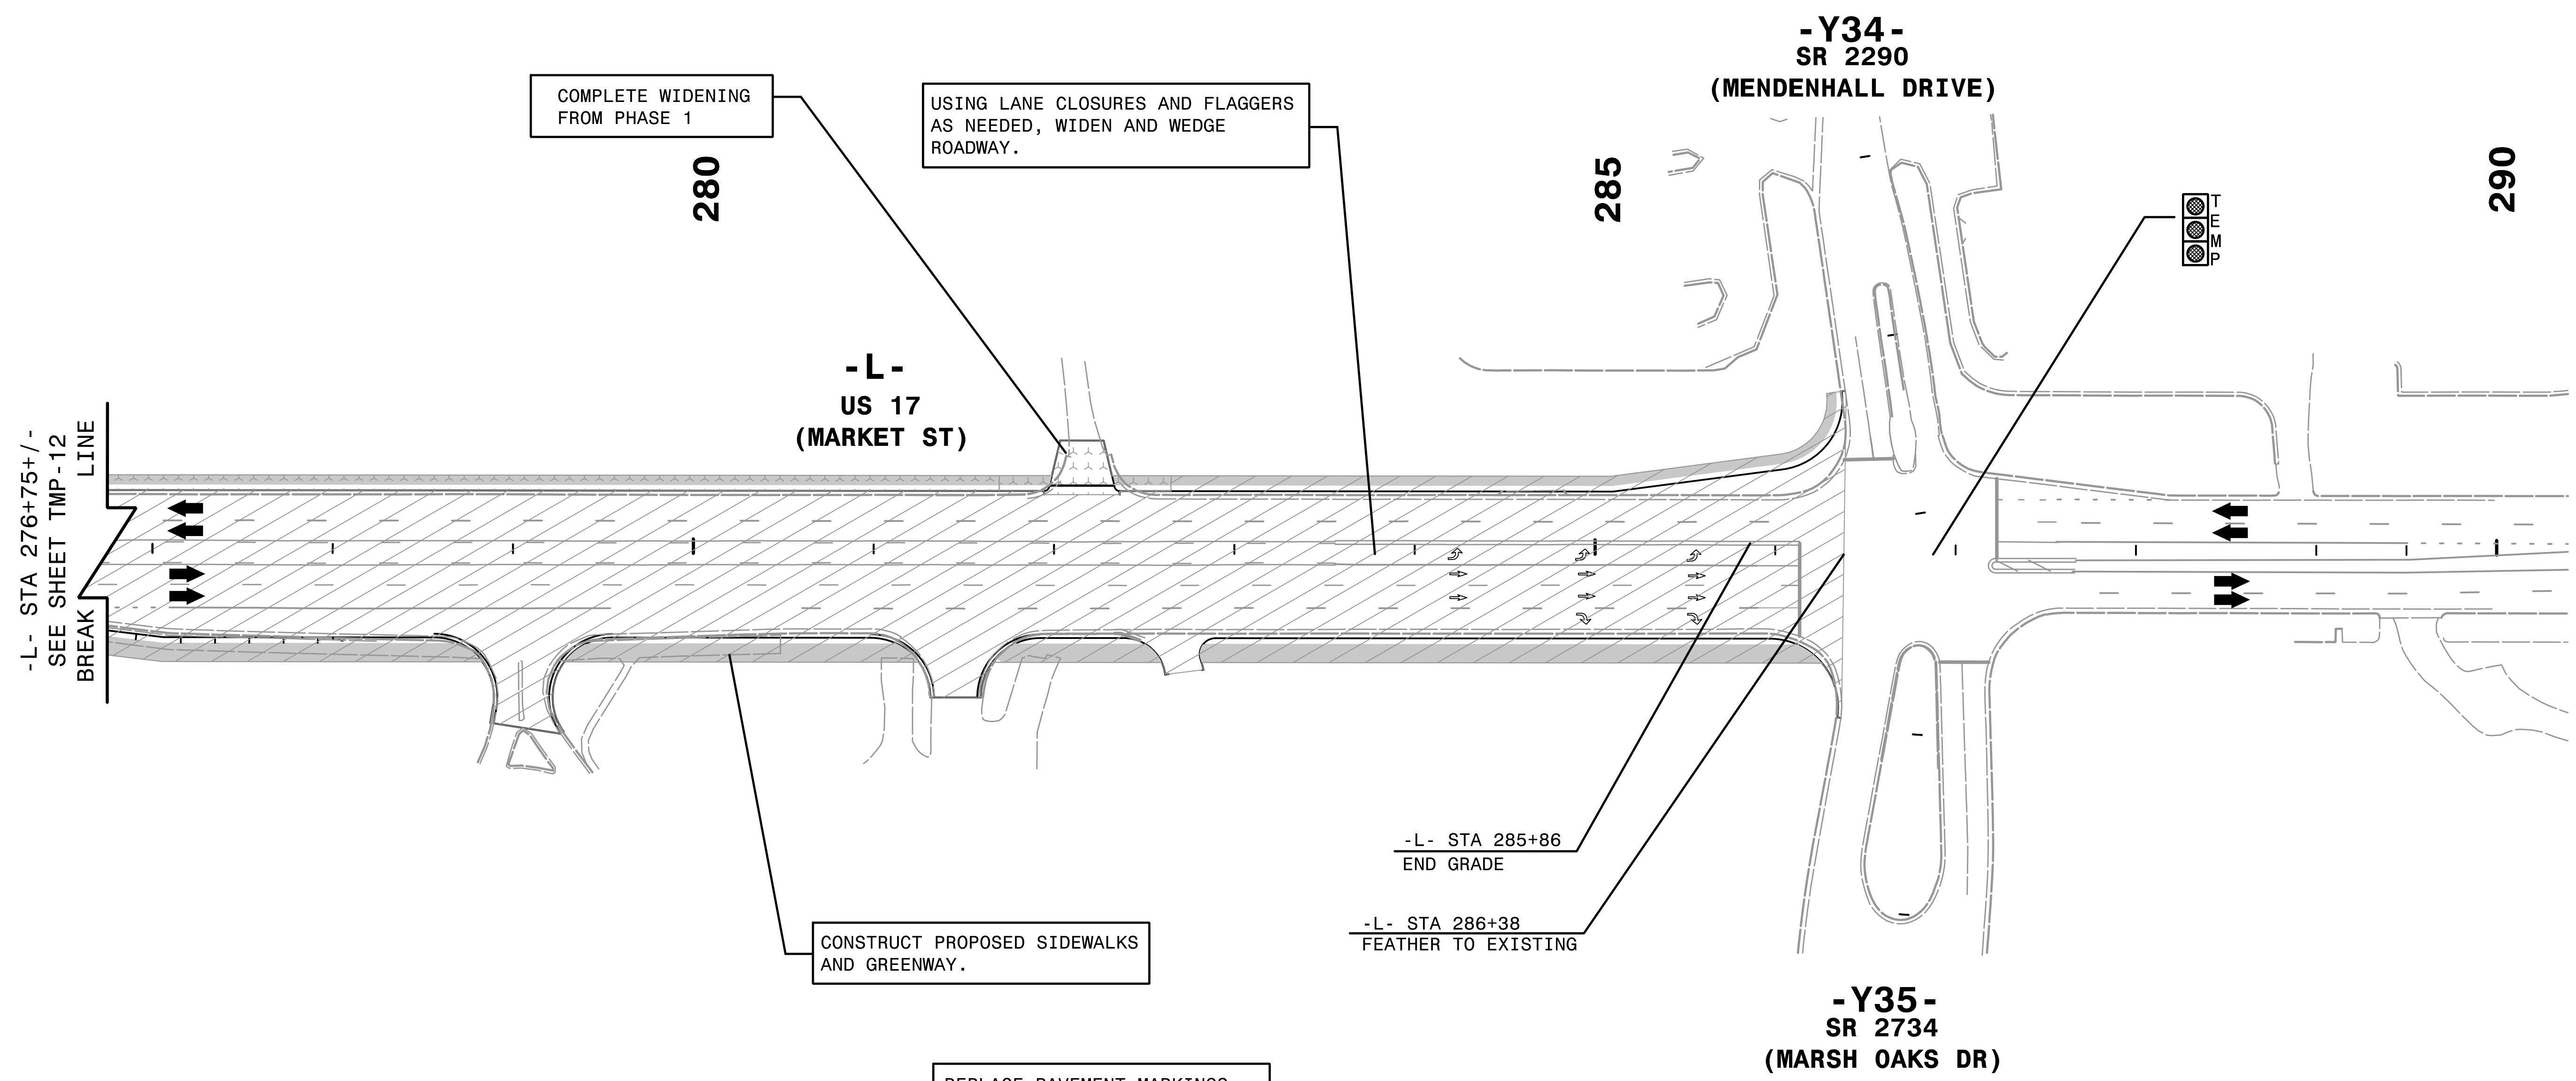 -Y34-
SR 2290
(MENDENHALL DRIVE)
COMPLETE WIDENING
FROM PHASE 1
USING LANE CLOSURES AND FLAGGERS
AS NEEDED, WIDEN AND WEDGE
ROADWAY.
280
285
290
T
E
M
P
-L-
US 17
(MARKET ST)
-L- STA 276+75+/-
SEE SHEET TMP-12
BREAK LINE
-L- STA 285+86
END GRADE
-L- STA 286+38
FEATHER TO EXISTING
CONSTRUCT PROPOSED SIDEWALKS
AND GREENWAY.
-Y35-
SR 2734
(MARSH OAKS DR)
REPLACE PAVEMENT MARKINGS